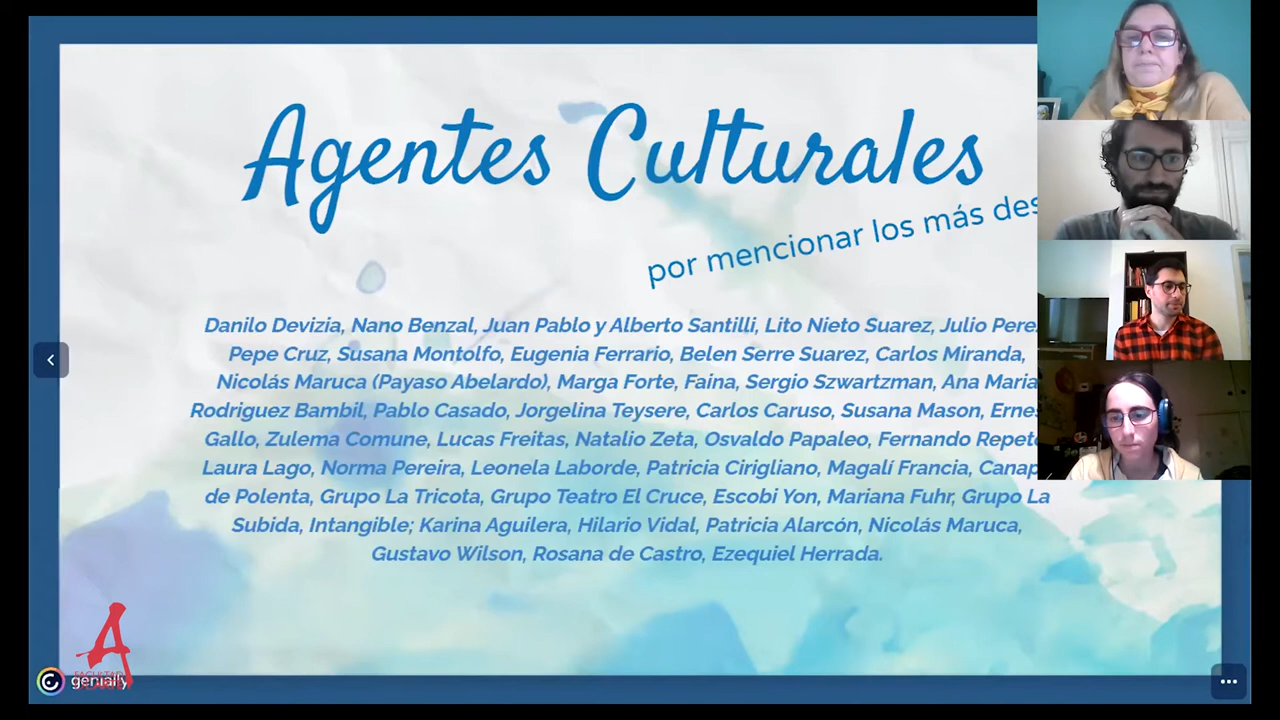 Agentes Culturales
por mencionar los más des
Danilo Devizia, Nano Benzal, Juan Pablo y Alberto Santilli, Lito Nieto Suarez, Julio Pere
Pepe Cruz, Susana Montolfo, Eugenia Ferrario, Belen Serre Suarez, Carlos Miranda,
Nicolás Maruca (Payaso Abelardo), Marga Forte, Faina, Sergio Szwartzman, Ana Maria
Rodriguez Bambil, Pablo Casado, Jorgelina Teysere, Carlos Caruso, Susana Mason, Ernes
Gallo, Zulema Comune, Lucas Freitas, Natalio Zeta, Osvaldo Papaleo, Fernando Repet
Laura Lago, Norma Pereira, Leonela Laborde, Patricia Cirigliano, Magalí Francia, Canap
de Polenta, Grupo La Tricota, Grupo Teatro El Cruce, Escobi Yon, Mariana Fuhr, Grupo La
Subida, Intangible; Karina Aguilera, Hilario Vidal, Patricia Alarcón, Nicolás Maruca,
Gustavo Wilson, Rosana de Castro, Ezequiel Herrada.
A
genially